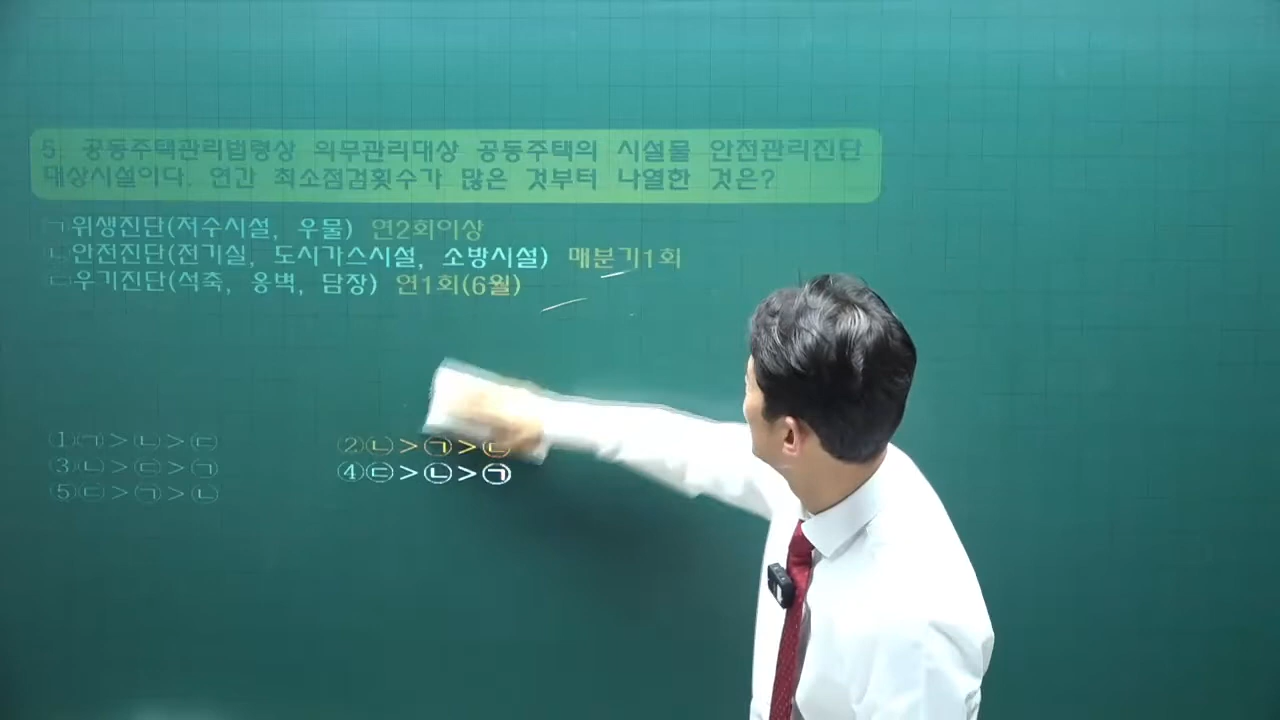 5. 공동주택관리법령상 의무관리대상 공동주택의 시설물 안전관리진단
대상시설이다. 연간 최소점검횟수가 많은 것부터 나열한 것은?
ㄱ 위생진단(저수시설, 우물) 연2회이상
ㄴ 안전진단(전기실, 도시가스시설, 소방시설) 매분기1회
ㄷ 우기진단(석축, 옹벽, 담장) 연1회(6월)
①㉠>㉡>㉢ ②㉡>㉠>㉢
③㉡>㉢>㉠ ④㉢>㉡>㉠
⑤㉢>㉠>㉡